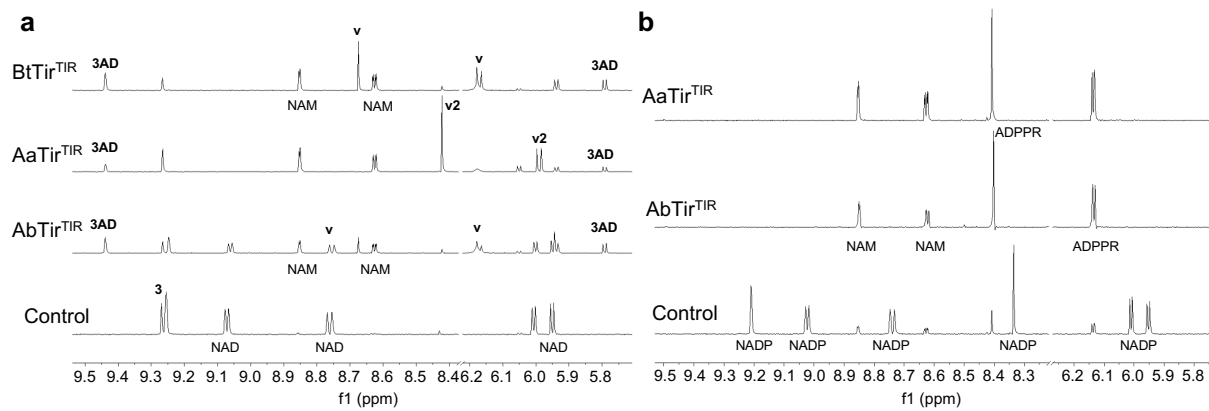 a
BtTir^TIR
3AD
v
v
3AD
NAM
NAM
AaTir^TIR
3AD
v2
v2
3AD
AbTir^TIR
3AD
v
v
3AD
NAM
NAM
Control
3
NAD
NAD
NAD
9.5 9.4 9.3 9.2 9.1 9.0 8.9 8.8 8.7 8.6 8.5 8.4 6.2 6.1 6.0 5.9 5.8
f1 (ppm)
b
AaTir^TIR
ADPPR
AbTir^TIR
NAM
NAM
ADPPR
Control
NADP
NADP
NADP
NADP
NADP
9.5 9.4 9.3 9.2 9.1 9.0 8.9 8.8 8.7 8.6 8.5 8.4 8.3 6.2 6.1 6.0 5.9 5.8
f1 (ppm)